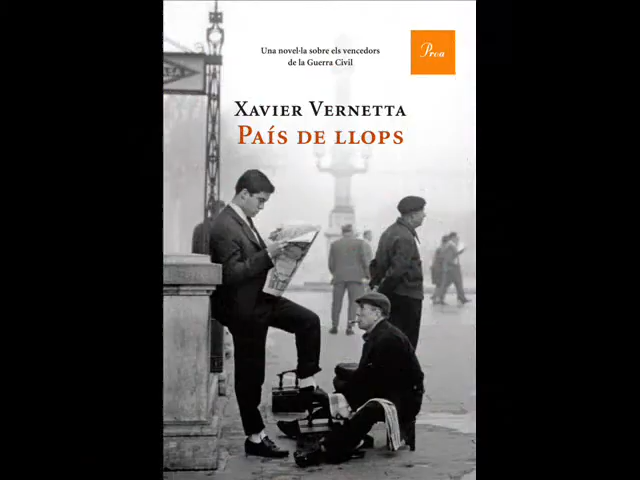 Una novel·la sobre els vencedors
de la Guerra Civil
Proa
XAVIER VERNETTA
PAÍS DE LLOPS